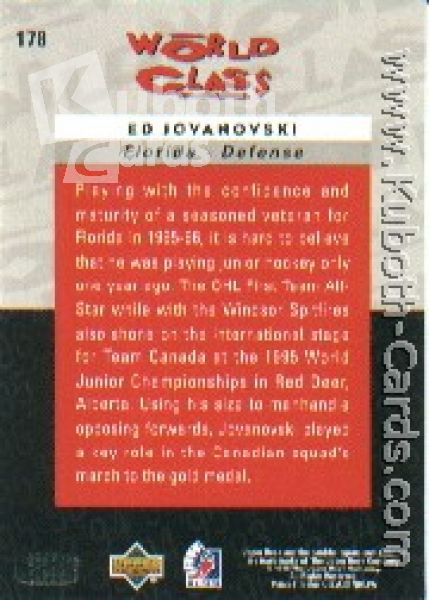 178
WORLD
CLASS
Kuboth
Cards
ED JOVANOVSKI
Florida - Defense
Playing with the confidence and
maturity of a seasoned veteran for
Florida in 1995-96, it is hard to believe
that he was playing junior hockey only
one year ago. The OHL First Team All-
Star while with the Windsor Spitfires
also shone on the international stage
for Team Canada at the 1995 World
Junior Championships in Red Deer,
Alberta. Using his size to manhandle
opposing forwards, Jovanovski played
a key role in the Canadian squad's
march to the gold medal.
www.Kuboth-Cards.com
UPPER
DECK